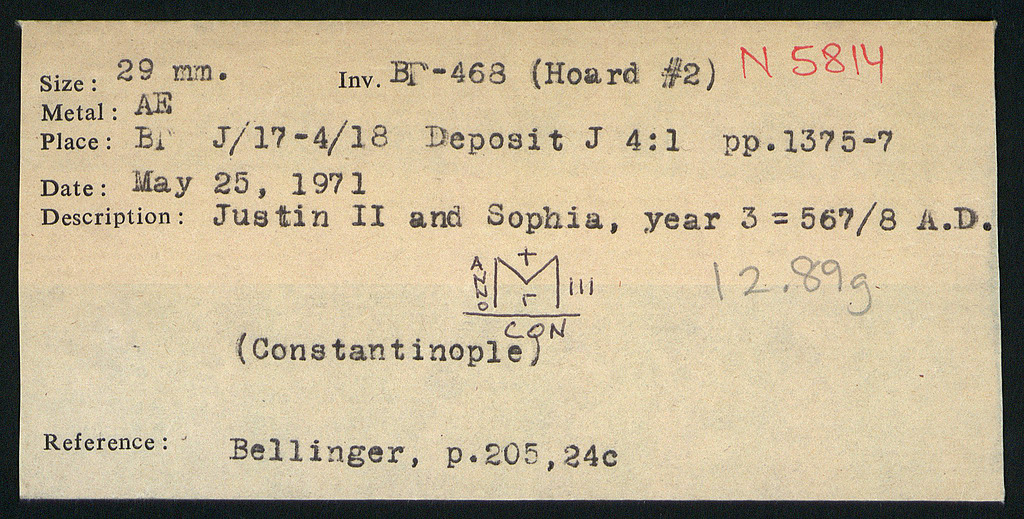 Size: 29 mm. Inv. BΓ-468 (Hoard #2) N 5814
Metal: AE
Place: BΓ J/17-4/18 Deposit J 4:1 pp.1375-7
Date: May 25, 1971
Description: Justin II and Sophia, year 3 = 567/8 A.D.
ANNO + M Γ III 12.89g
CON
(Constantinople)
Reference: Bellinger, p.205,24c